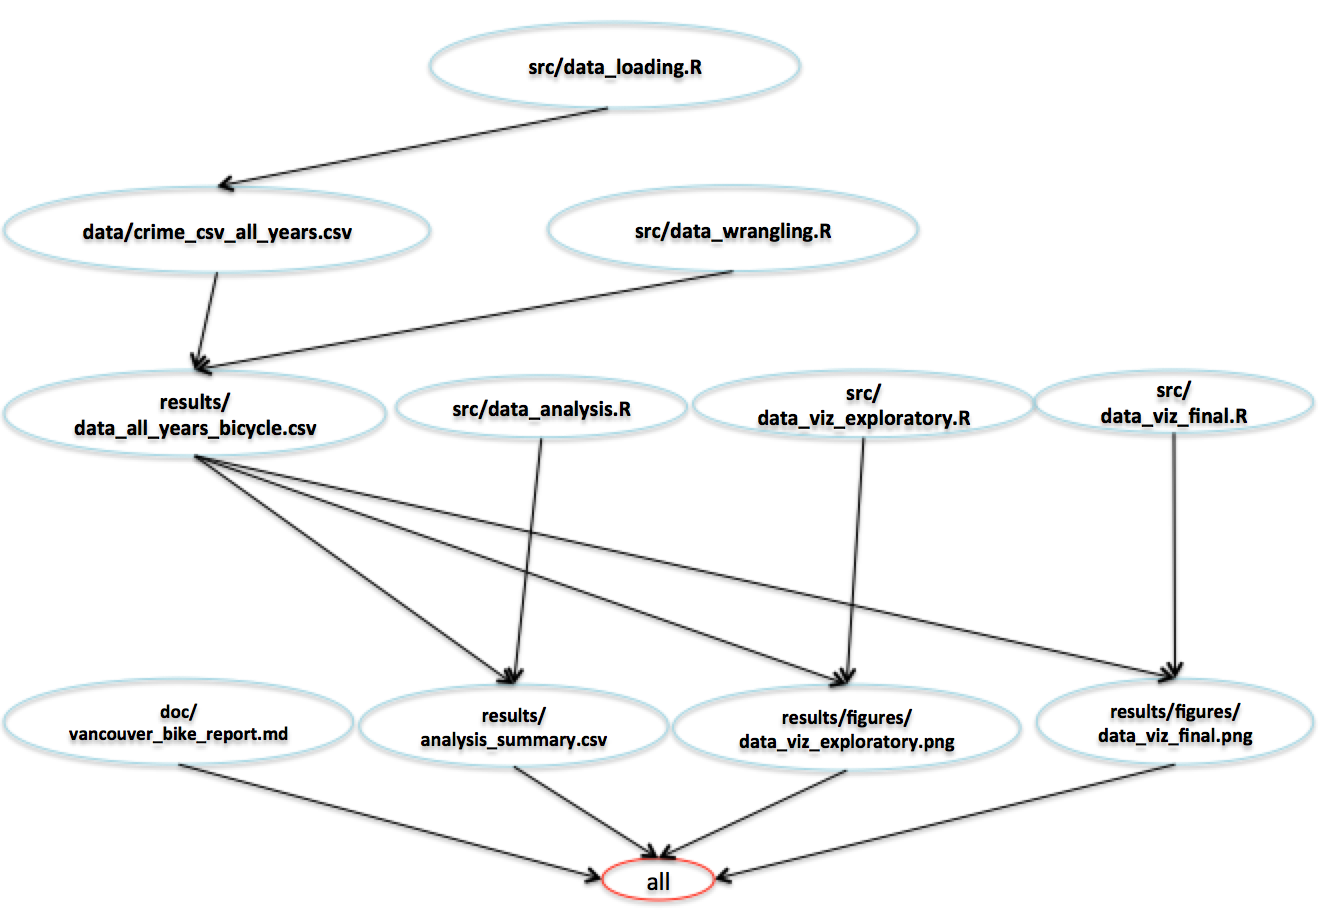 src/data_loading.R
data/crime_csv_all_years.csv
src/data_wrangling.R
results/
data_all_years_bicycle.csv
src/data_analysis.R
src/
data_viz_exploratory.R
src/
data_viz_final.R
doc/
vancouver_bike_report.md
results/
analysis_summary.csv
results/figures/
data_viz_exploratory.png
results/figures/
data_viz_final.png
all